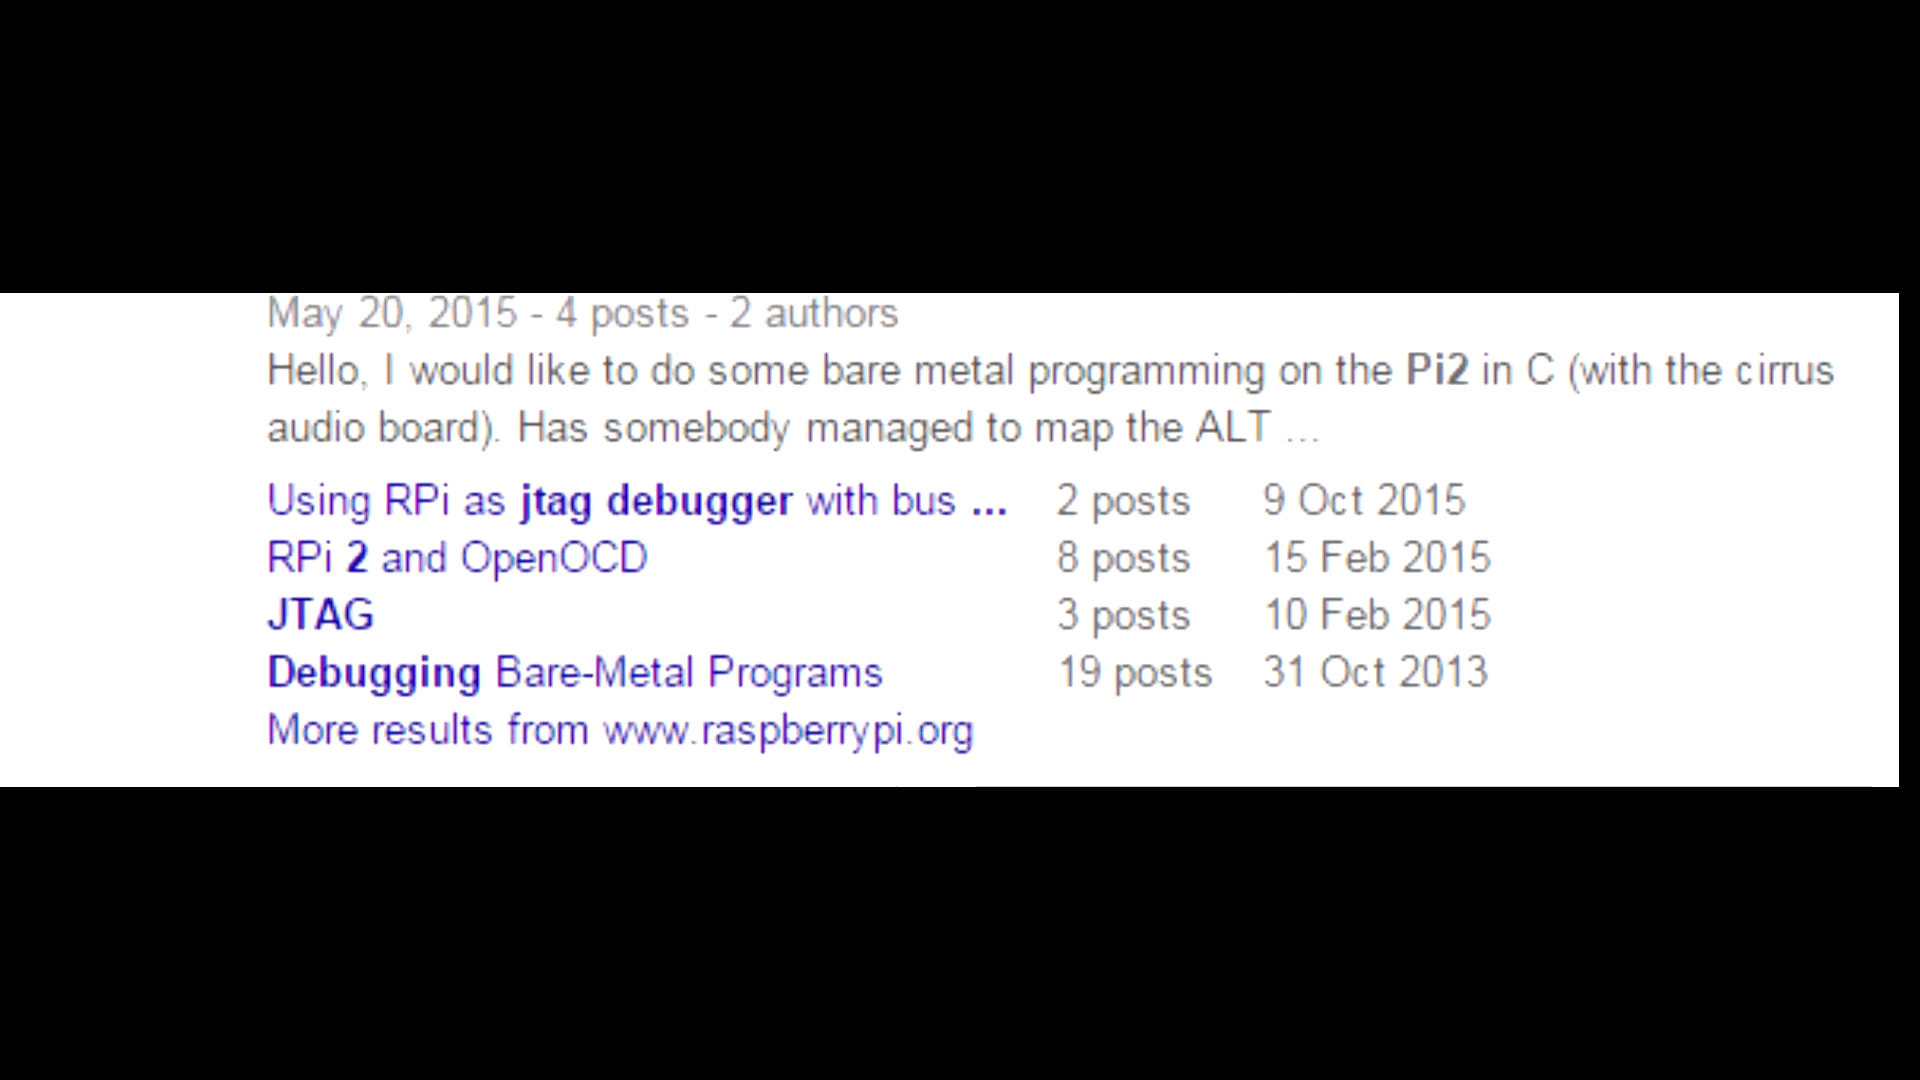 May 20, 2015 - 4 posts - 2 authors
Hello, I would like to do some bare metal programming on the Pi2 in C (with the cirrus
audio board). Has somebody managed to map the ALT ...
Using RPi as jtag debugger with bus ... 2 posts 9 Oct 2015
RPi 2 and OpenOCD 8 posts 15 Feb 2015
JTAG 3 posts 10 Feb 2015
Debugging Bare-Metal Programs 19 posts 31 Oct 2013
More results from www.raspberrypi.org